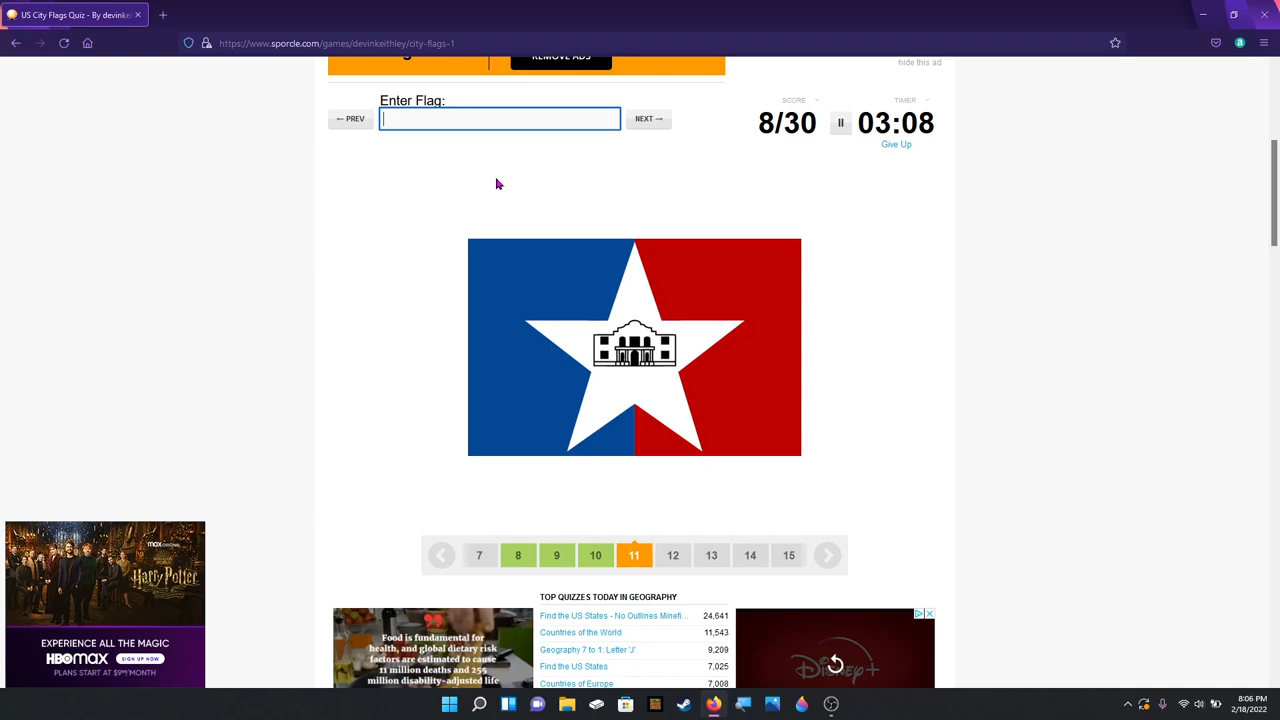 US City Flags Quiz - By devinkei
https://www.sporcle.com/games/devinkeithley/city-flags-1
REMOVE ADS
hide this ad
Enter Flag:
← PREV
NEXT →
SCORE
TIMER
8/30
03:08
Give Up
7
8
9
10
11
12
13
14
15
TOP QUIZZES TODAY IN GEOGRAPHY
Find the US States - No Outlines Minefi... 24,641
Countries of the World 11,543
Geography 7 to 1: Letter 'J' 9,209
Find the US States 7,025
Countries of Europe 7,008
Food is fundamental for
health, and global dietary risk
factors are estimated to cause
11 million deaths and 255
million disability-adjusted life
Disney+
max ORIGINAL
Harry Potter
EXPERIENCE ALL THE MAGIC
HBOMAX SIGN UP NOW
PLANS START AT $9.99/MONTH
8:06 PM
2/18/2022